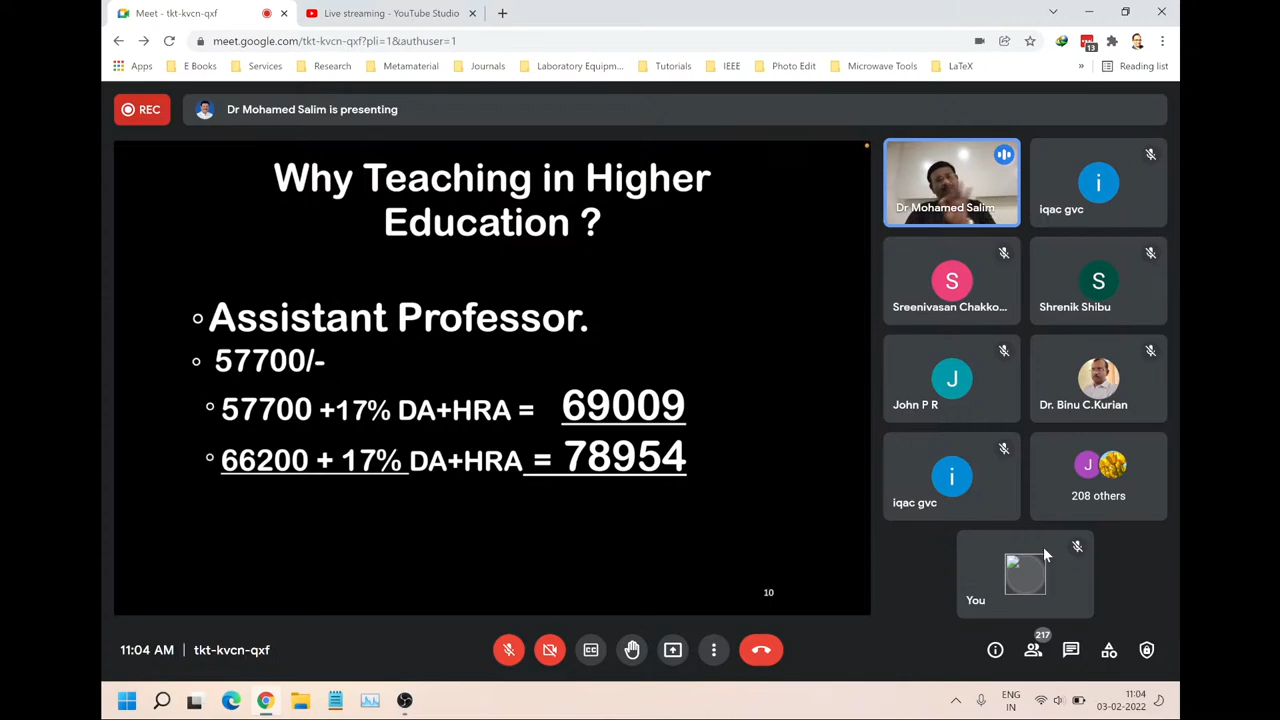 Meet - tkt-kvcn-qxf
Live streaming - YouTube Studio
meet.google.com/tkt-kvcn-qxf?pli=1&authuser=1
13
Apps E Books Services Research Metamaterial Journals Laboratory Equipm... Tutorials IEEE Photo Edit Microwave Tools LaTeX » Reading list
REC
Dr Mohamed Salim is presenting
Why Teaching in Higher
Education ?
Assistant Professor.
57700/-
57700 +17% DA+HRA = 69009
66200 + 17% DA+HRA = 78954
10
Dr Mohamed Salim
i
iqac gvc
S
Sreenivasan Chakko...
S
Shrenik Shibu
J
John P R
Dr. Binu C.Kurian
i
iqac gvc
J
208 others
You
11:04 AM | tkt-kvcn-qxf
CC
217
ENG
IN
11:04
03-02-2022